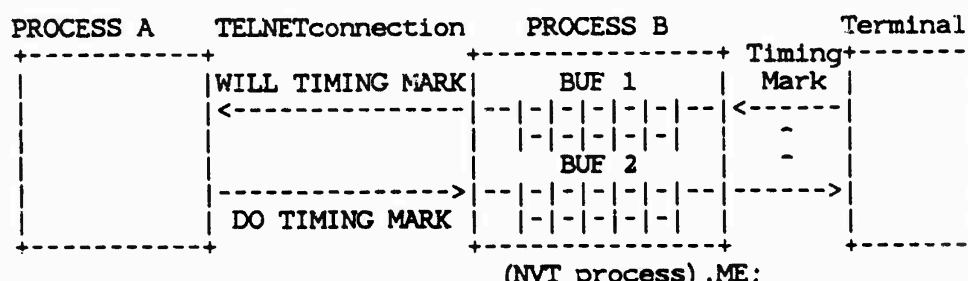 PROCESS A TELNETconnection PROCESS B Terminal
Timing
WILL TIMING MARK BUF 1 Mark
BUF 2
DO TIMING MARK
(NVT process) .ME: